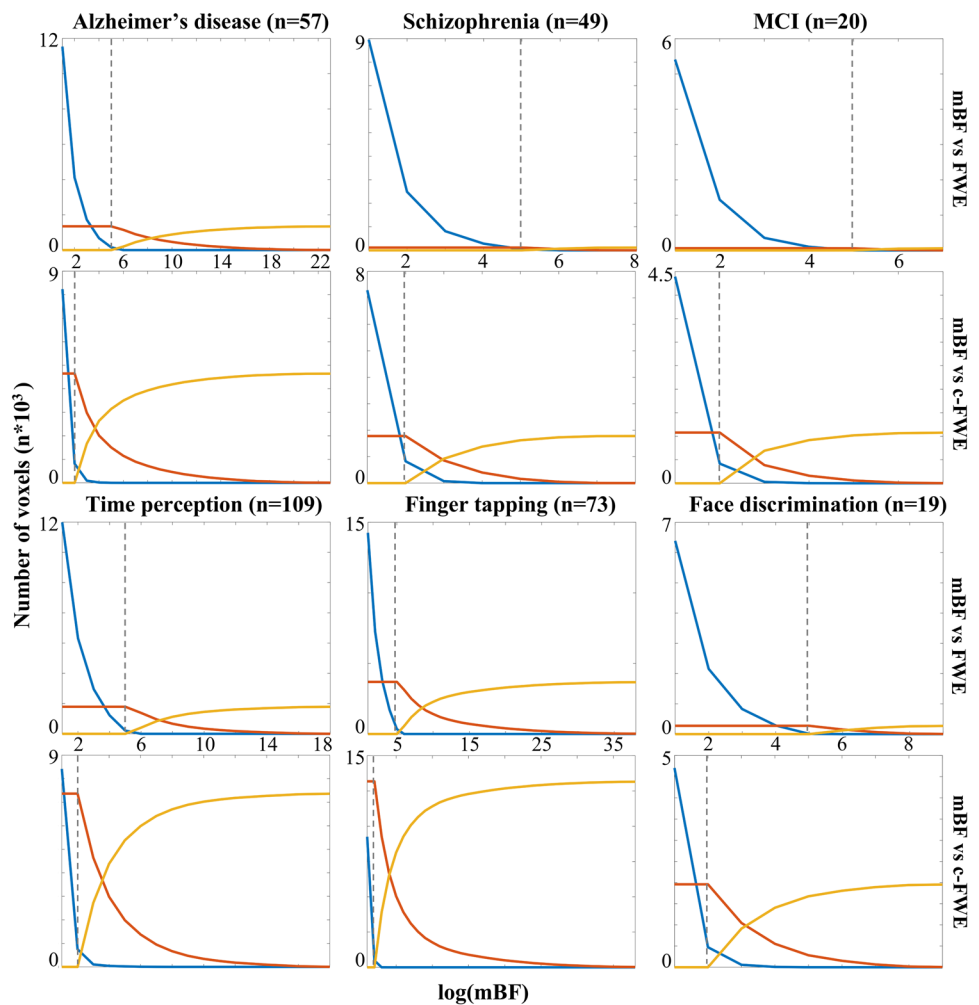 Alzheimer’s disease (n=57) Schizophrenia (n=49) MCI (n=20)
12 9 6
mBF vs FWE
0 0 0
2 6 10 14 18 22 2 4 6 8 2 4 6
9 8 4.5
mBF vs c-FWE
0 0 0
Number of voxels (n*10³)
Time perception (n=109) Finger tapping (n=73) Face discrimination (n=19)
12 15 7
mBF vs FWE
0 0 0
2 6 10 14 18 5 15 25 35 2 4 6 8
9 15 5
mBF vs c-FWE
0 0 0
log(mBF)